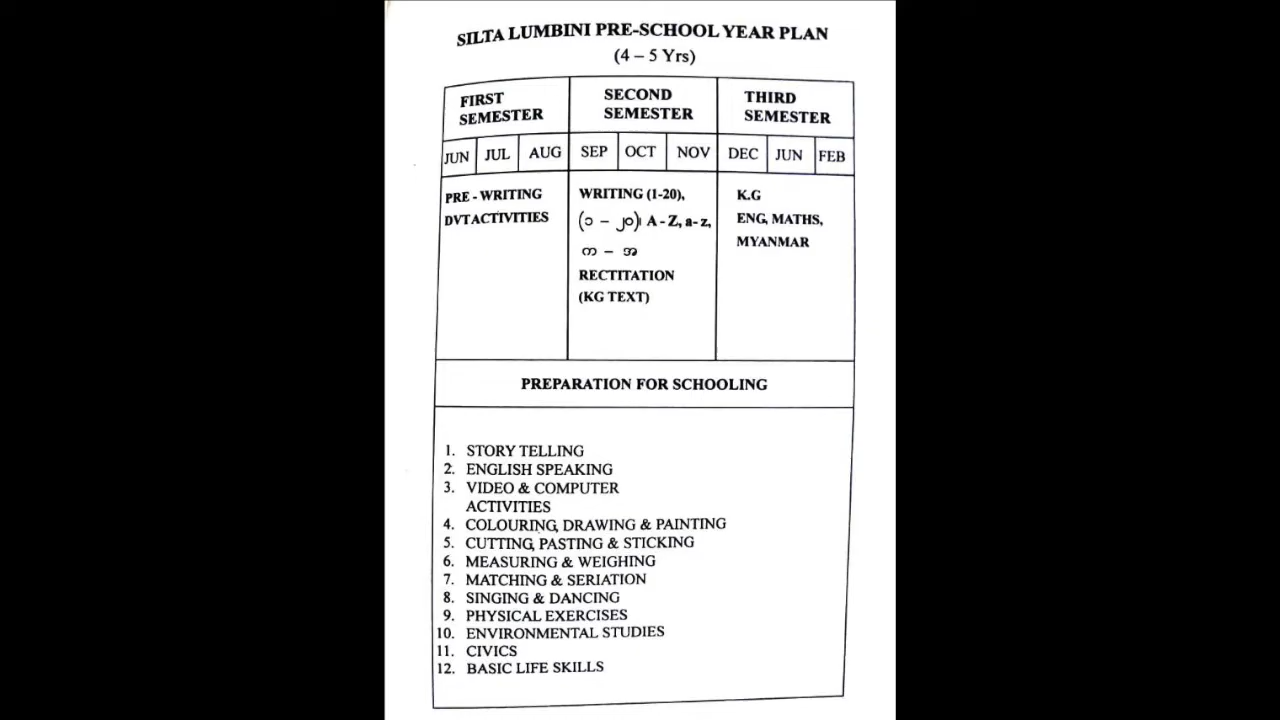 SILTA LUMBINI PRE-SCHOOL YEAR PLAN
(4 – 5 Yrs)
FIRST SEMESTER
SECOND SEMESTER
THIRD SEMESTER
JUN JUL AUG SEP OCT NOV DEC JUN FEB
PRE - WRITING
DVT ACTIVITIES
WRITING (1-20),
(၁ – ၂၀)၊ A - Z, a - z,
က – အ
RECTITATION
(KG TEXT)
K.G
ENG, MATHS,
MYANMAR
PREPARATION FOR SCHOOLING
1. STORY TELLING
2. ENGLISH SPEAKING
3. VIDEO & COMPUTER
ACTIVITIES
4. COLOURING, DRAWING & PAINTING
5. CUTTING, PASTING & STICKING
6. MEASURING & WEIGHING
7. MATCHING & SERIATION
8. SINGING & DANCING
9. PHYSICAL EXERCISES
10. ENVIRONMENTAL STUDIES
11. CIVICS
12. BASIC LIFE SKILLS